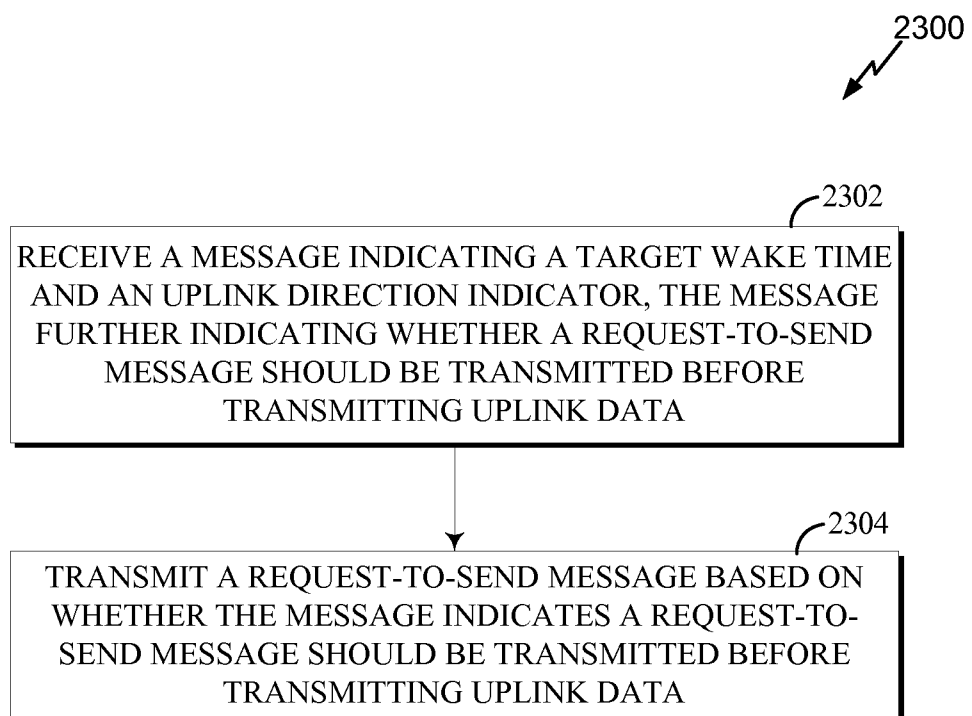 2300
2302
RECEIVE A MESSAGE INDICATING A TARGET WAKE TIME
AND AN UPLINK DIRECTION INDICATOR, THE MESSAGE
FURTHER INDICATING WHETHER A REQUEST-TO-SEND
MESSAGE SHOULD BE TRANSMITTED BEFORE
TRANSMITTING UPLINK DATA
2304
TRANSMIT A REQUEST-TO-SEND MESSAGE BASED ON
WHETHER THE MESSAGE INDICATES A REQUEST-TO-
SEND MESSAGE SHOULD BE TRANSMITTED BEFORE
TRANSMITTING UPLINK DATA